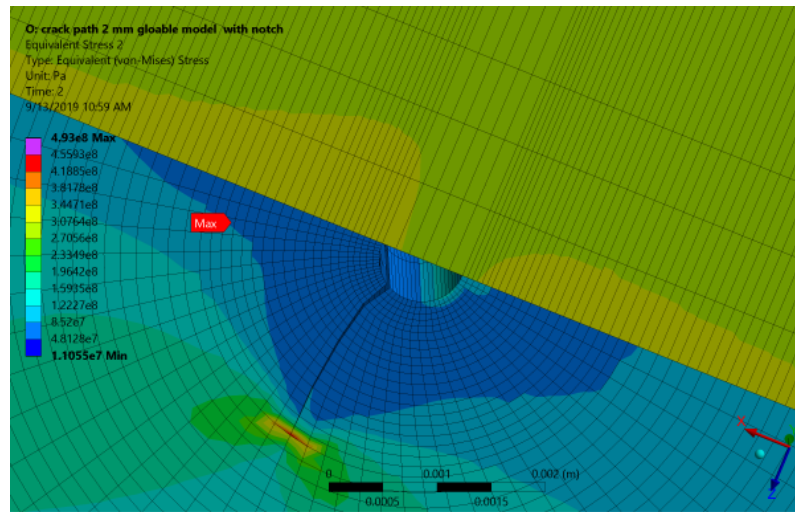 O: crack path 2 mm gloable model with notch
Equivalent Stress 2
Type: Equivalent (von-Mises) Stress
Unit: Pa
Time: 2
9/13/2019 10:59 AM
4.93e8 Max
4.5593e8
4.1885e8
3.8178e8
3.4471e8
3.0764e8
2.7056e8
2.3349e8
1.9642e8
1.5935e8
1.2227e8
8.52e7
4.8128e7
1.1055e7 Min
Max
X
Z
0
0.001
0.002 (m)
0.0005
0.0015